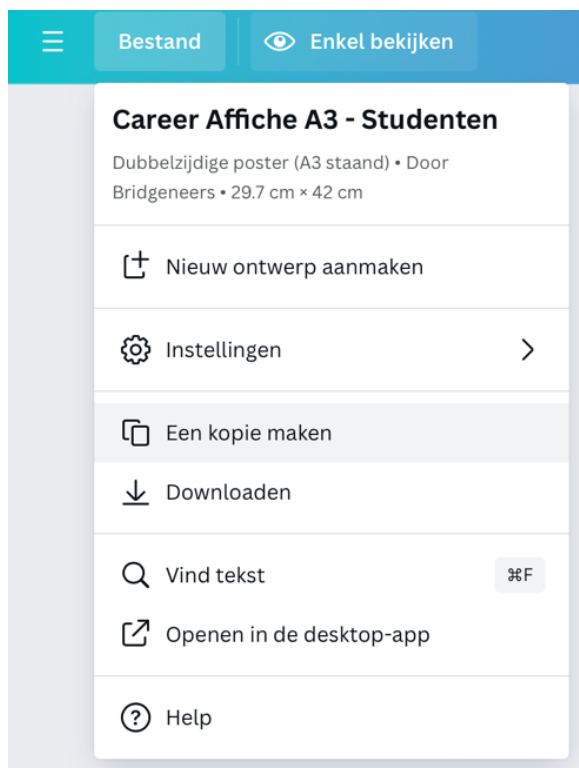 Bestand
Enkel bekijken
Career Affiche A3 - Studenten
Dubbelzijdige poster (A3 staand) • Door
Bridgeneers • 29.7 cm × 42 cm
Nieuw ontwerp aanmaken
Instellingen
Een kopie maken
Downloaden
Vind tekst
⌘F
Openen in de desktop-app
Help